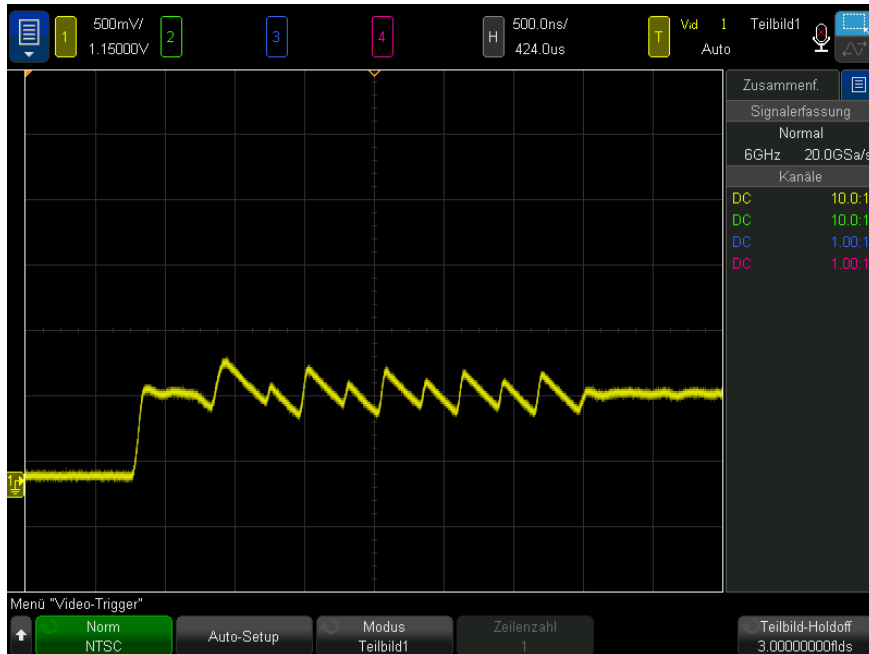 1
500mV/
1.15000V
2
3
4
H
500.0ns/
424.0us
T
Vid 1 Teilbild1
Auto
Zusammenf.
Signalerfassung
Normal
6GHz 20.0GSa/s
Kanäle
DC 10.0:1
DC 10.0:1
DC 1.00:1
DC 1.00:1
1
Menü "Video-Trigger"
Norm
NTSC
Auto-Setup
Modus
Teilbild1
Zeilenzahl
1
Teilbild-Holdoff
3.00000000flds